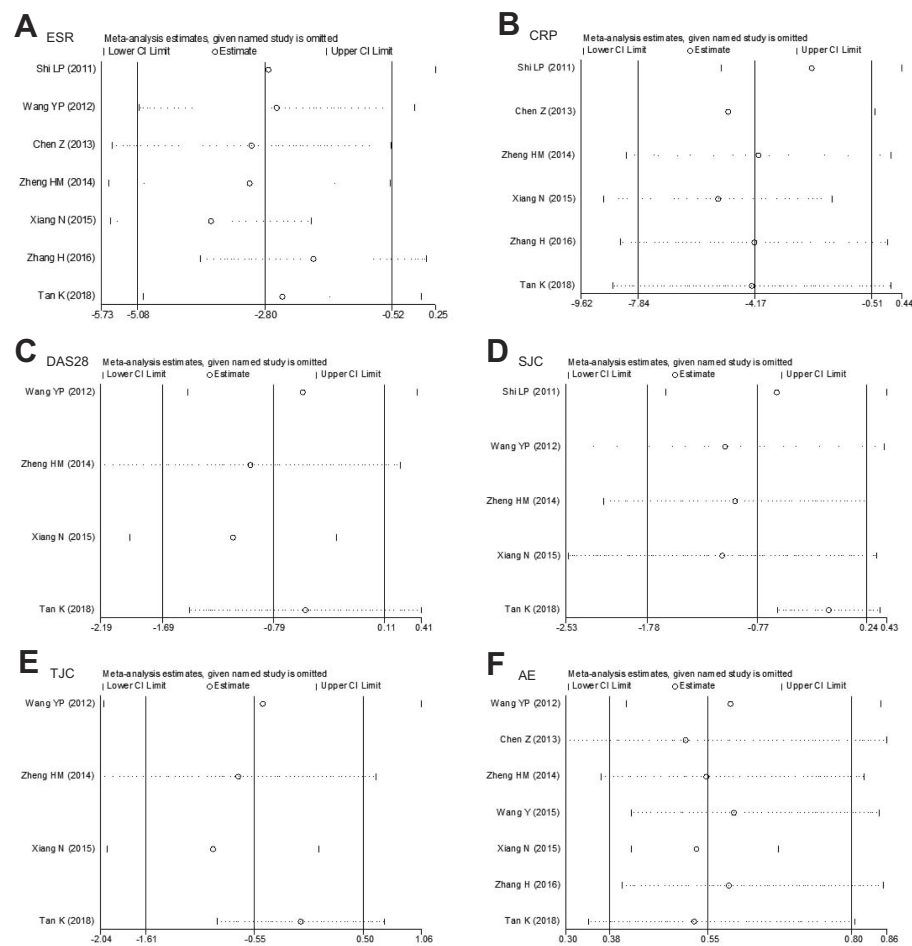 A ESR
Meta-analysis estimates, given named study is omitted
Lower CI Limit Estimate Upper CI Limit
Shi LP (2011)
Wang YP (2012)
Chen Z (2013)
Zheng HM (2014)
Xiang N (2015)
Zhang H (2016)
Tan K (2018)
-5.73 -5.08 -2.80 -0.52 0.25
B CRP
Meta-analysis estimates, given named study is omitted
Lower CI Limit Estimate Upper CI Limit
Shi LP (2011)
Chen Z (2013)
Zheng HM (2014)
Xiang N (2015)
Zhang H (2016)
Tan K (2018)
-9.62 -7.84 -4.17 -0.51 0.44
C DAS28
Meta-analysis estimates, given named study is omitted
Lower CI Limit Estimate Upper CI Limit
Wang YP (2012)
Zheng HM (2014)
Xiang N (2015)
Tan K (2018)
-2.19 -1.69 -0.79 0.11 0.41
D SJC
Meta-analysis estimates, given named study is omitted
Lower CI Limit Estimate Upper CI Limit
Shi LP (2011)
Wang YP (2012)
Zheng HM (2014)
Xiang N (2015)
Tan K (2018)
-2.53 -1.78 -0.77 0.24 0.43
E TJC
Meta-analysis estimates, given named study is omitted
Lower CI Limit Estimate Upper CI Limit
Wang YP (2012)
Zheng HM (2014)
Xiang N (2015)
Tan K (2018)
-2.04 -1.61 -0.55 0.50 1.06
F AE
Meta-analysis estimates, given named study is omitted
Lower CI Limit Estimate Upper CI Limit
Wang YP (2012)
Chen Z (2013)
Zheng HM (2014)
Wang Y (2015)
Xiang N (2015)
Zhang H (2016)
Tan K (2018)
0.30 0.38 0.55 0.80 0.86